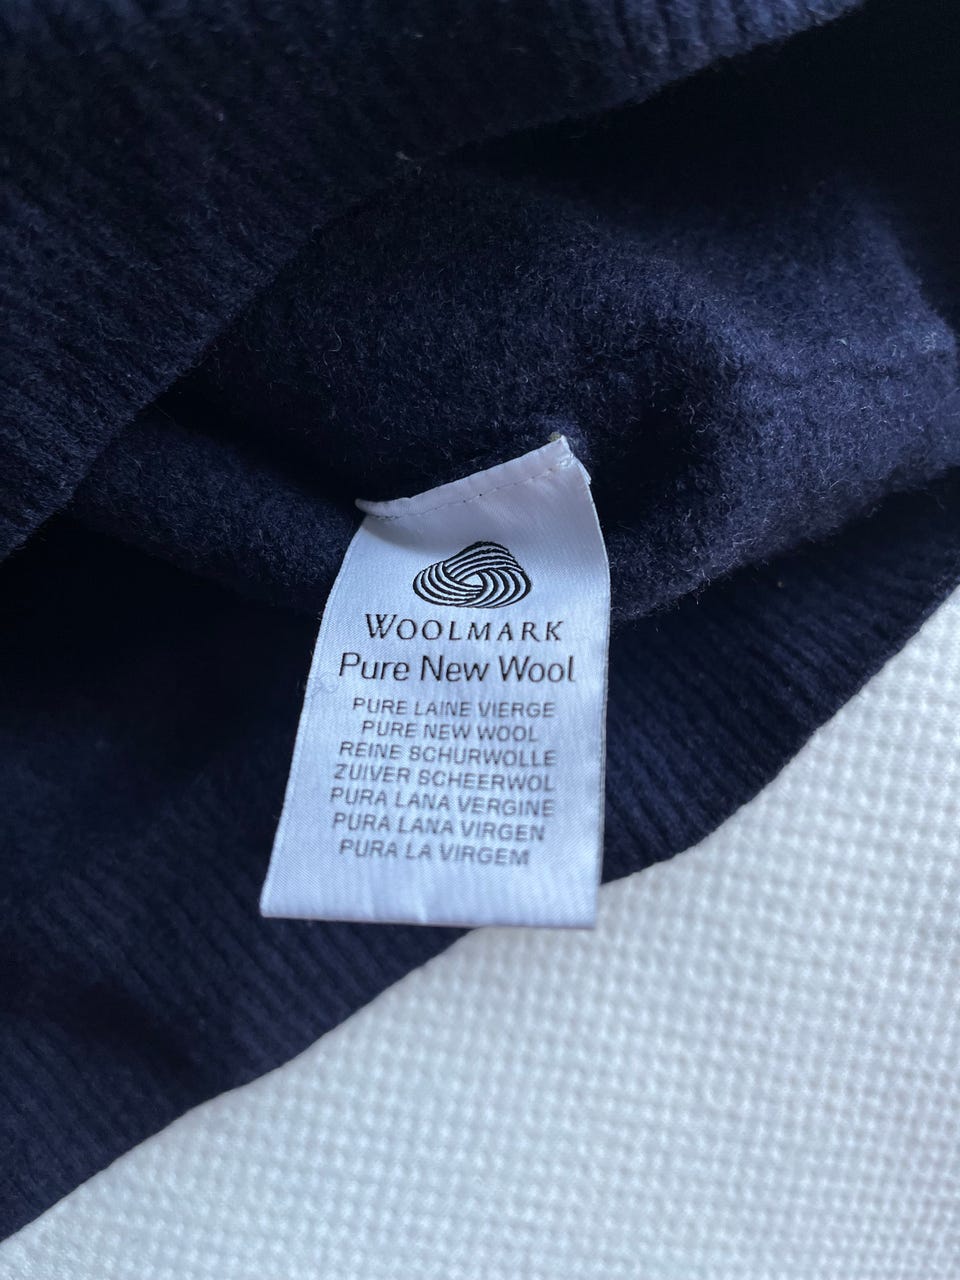 WOOLMARK
Pure New Wool
PURE LAINE VIERGE
PURE NEW WOOL
REINE SCHURWOLLE
ZUIVER SCHEERWOL
PURA LANA VERGINE
PURA LANA VIRGEN
PURA LA VIRGEM